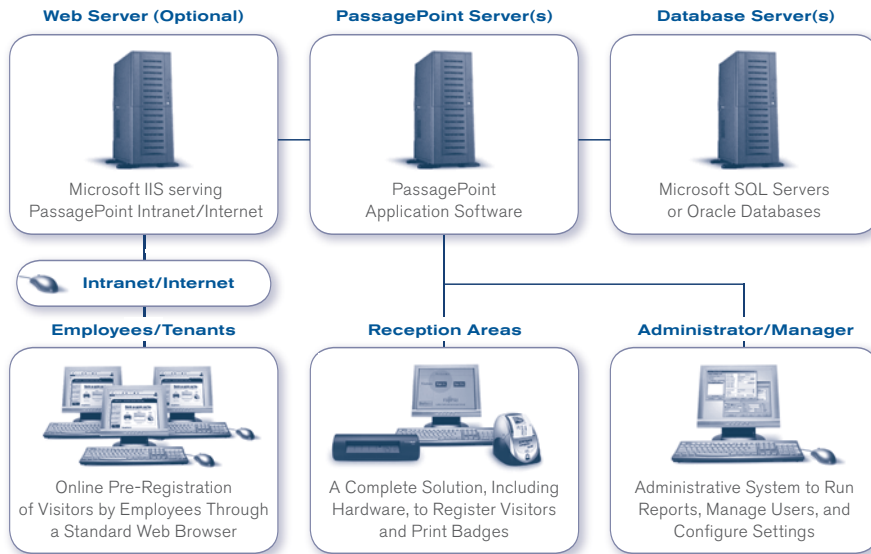 Web Server (Optional)
PassagePoint Server(s)
Database Server(s)
Microsoft IIS serving
PassagePoint Intranet/Internet
PassagePoint
Application Software
Microsoft SQL Servers
or Oracle Databases
Intranet/Internet
Employees/Tenants
Reception Areas
Administrator/Manager
Online Pre-Registration
of Visitors by Employees Through
a Standard Web Browser
A Complete Solution, Including
Hardware, to Register Visitors
and Print Badges
Administrative System to Run
Reports, Manage Users, and
Configure Settings